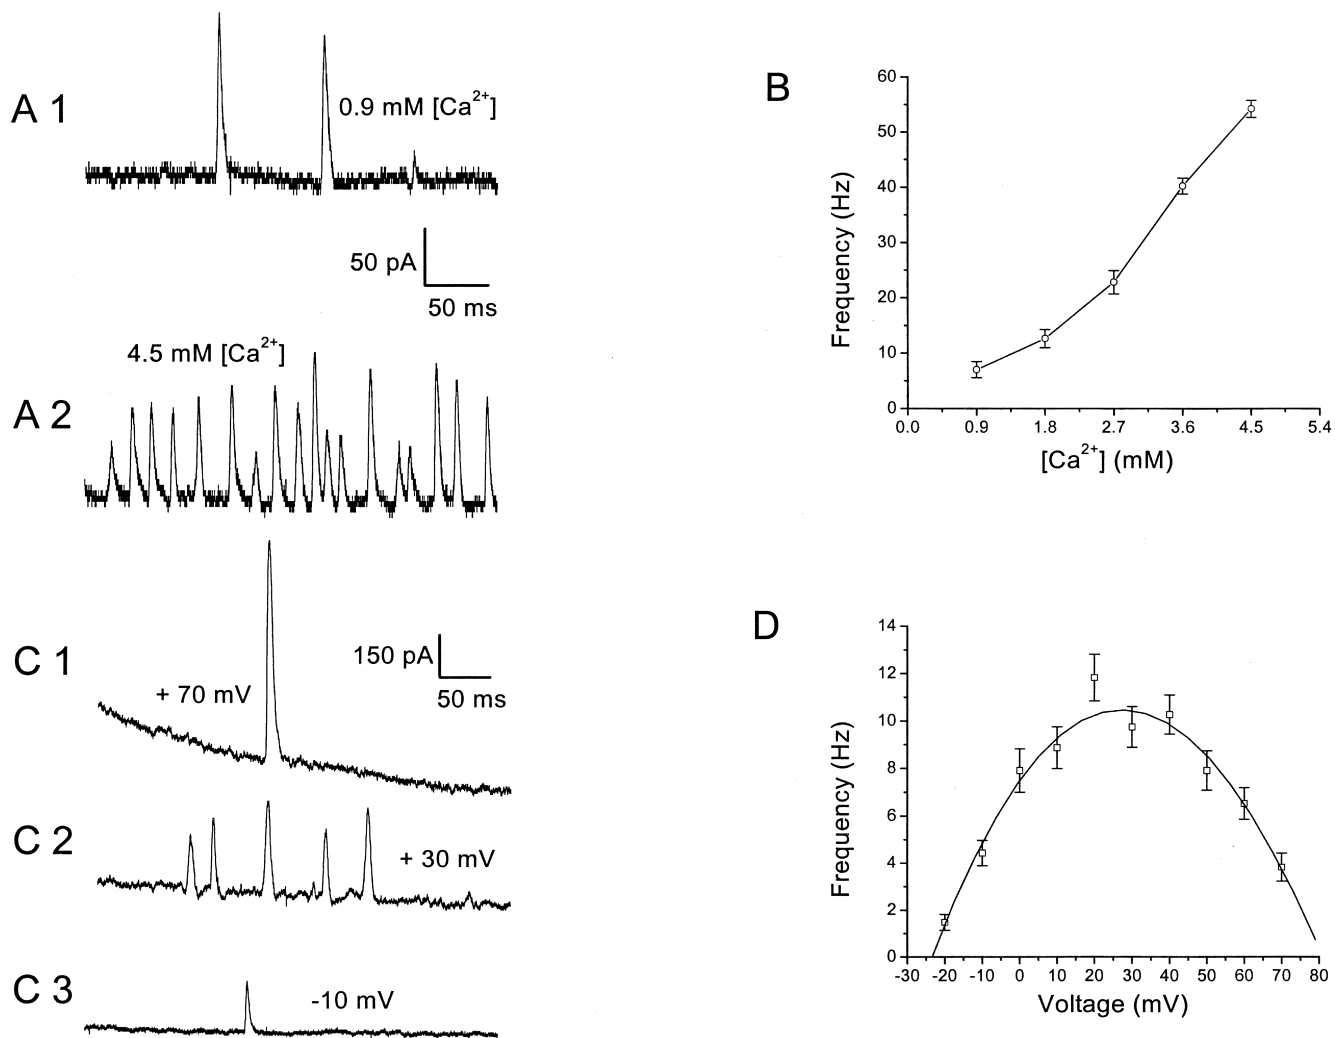 A 1
0.9 mM [Ca2+]
50 pA
50 ms
4.5 mM [Ca2+]
A 2
C 1
+ 70 mV
150 pA
50 ms
C 2
+ 30 mV
C 3
-10 mV
B
60
50
40
30
20
10
0
Frequency (Hz)
0.0 0.9 1.8 2.7 3.6 4.5 5.4
[Ca2+] (mM)
D
14
12
10
8
6
4
2
0
Frequency (Hz)
-30 -20 -10 0 10 20 30 40 50 60 70 80
Voltage (mV)